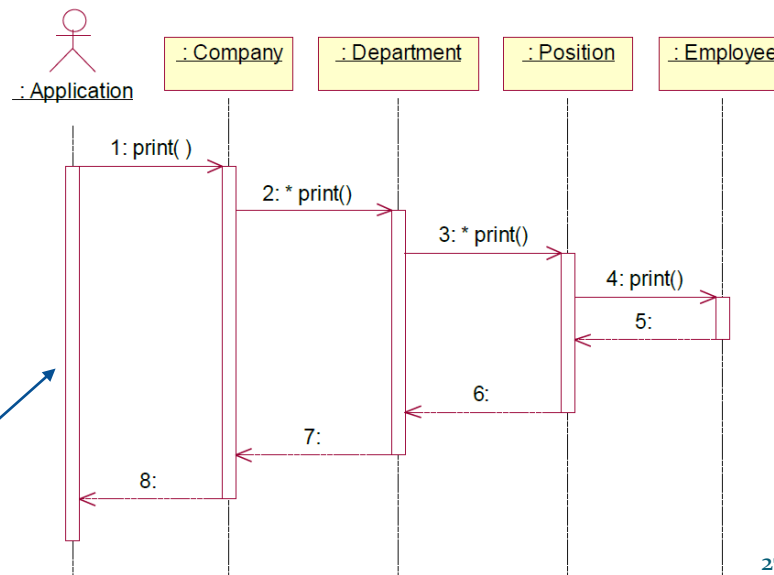 : Application
: Company
: Department
: Position
: Employee
1: print( )
2: * print()
3: * print()
4: print()
5:
6:
7:
8: